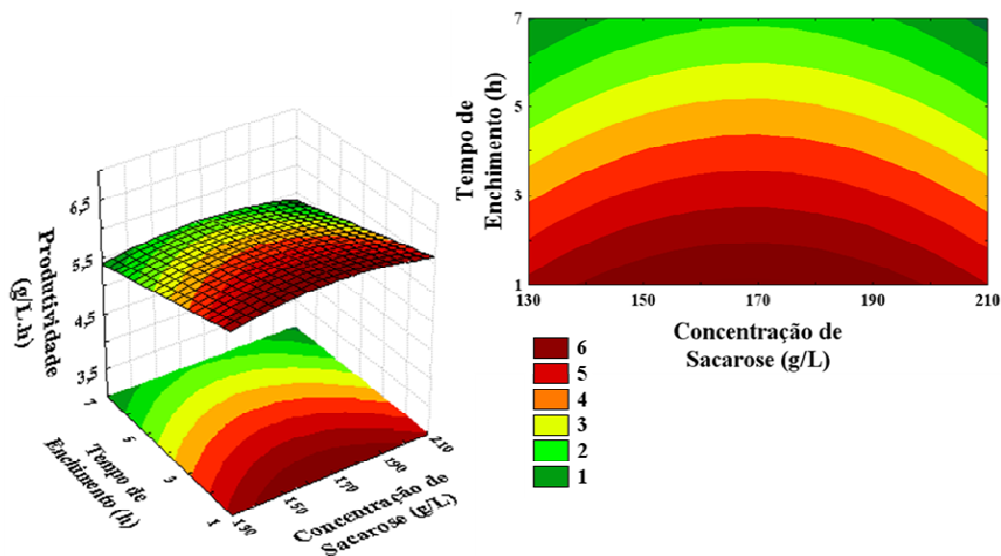 6,5
5,5
4,5
3,5
Produtividade
(g/L.h)
7
5
3
1
Tempo de
Enchimento (h)
130
150
170
190
210
Concentração de
Sacarose (g/L)
7
5
3
1
Tempo de
Enchimento (h)
130
150
170
190
210
Concentração de
Sacarose (g/L)
6
5
4
3
2
1